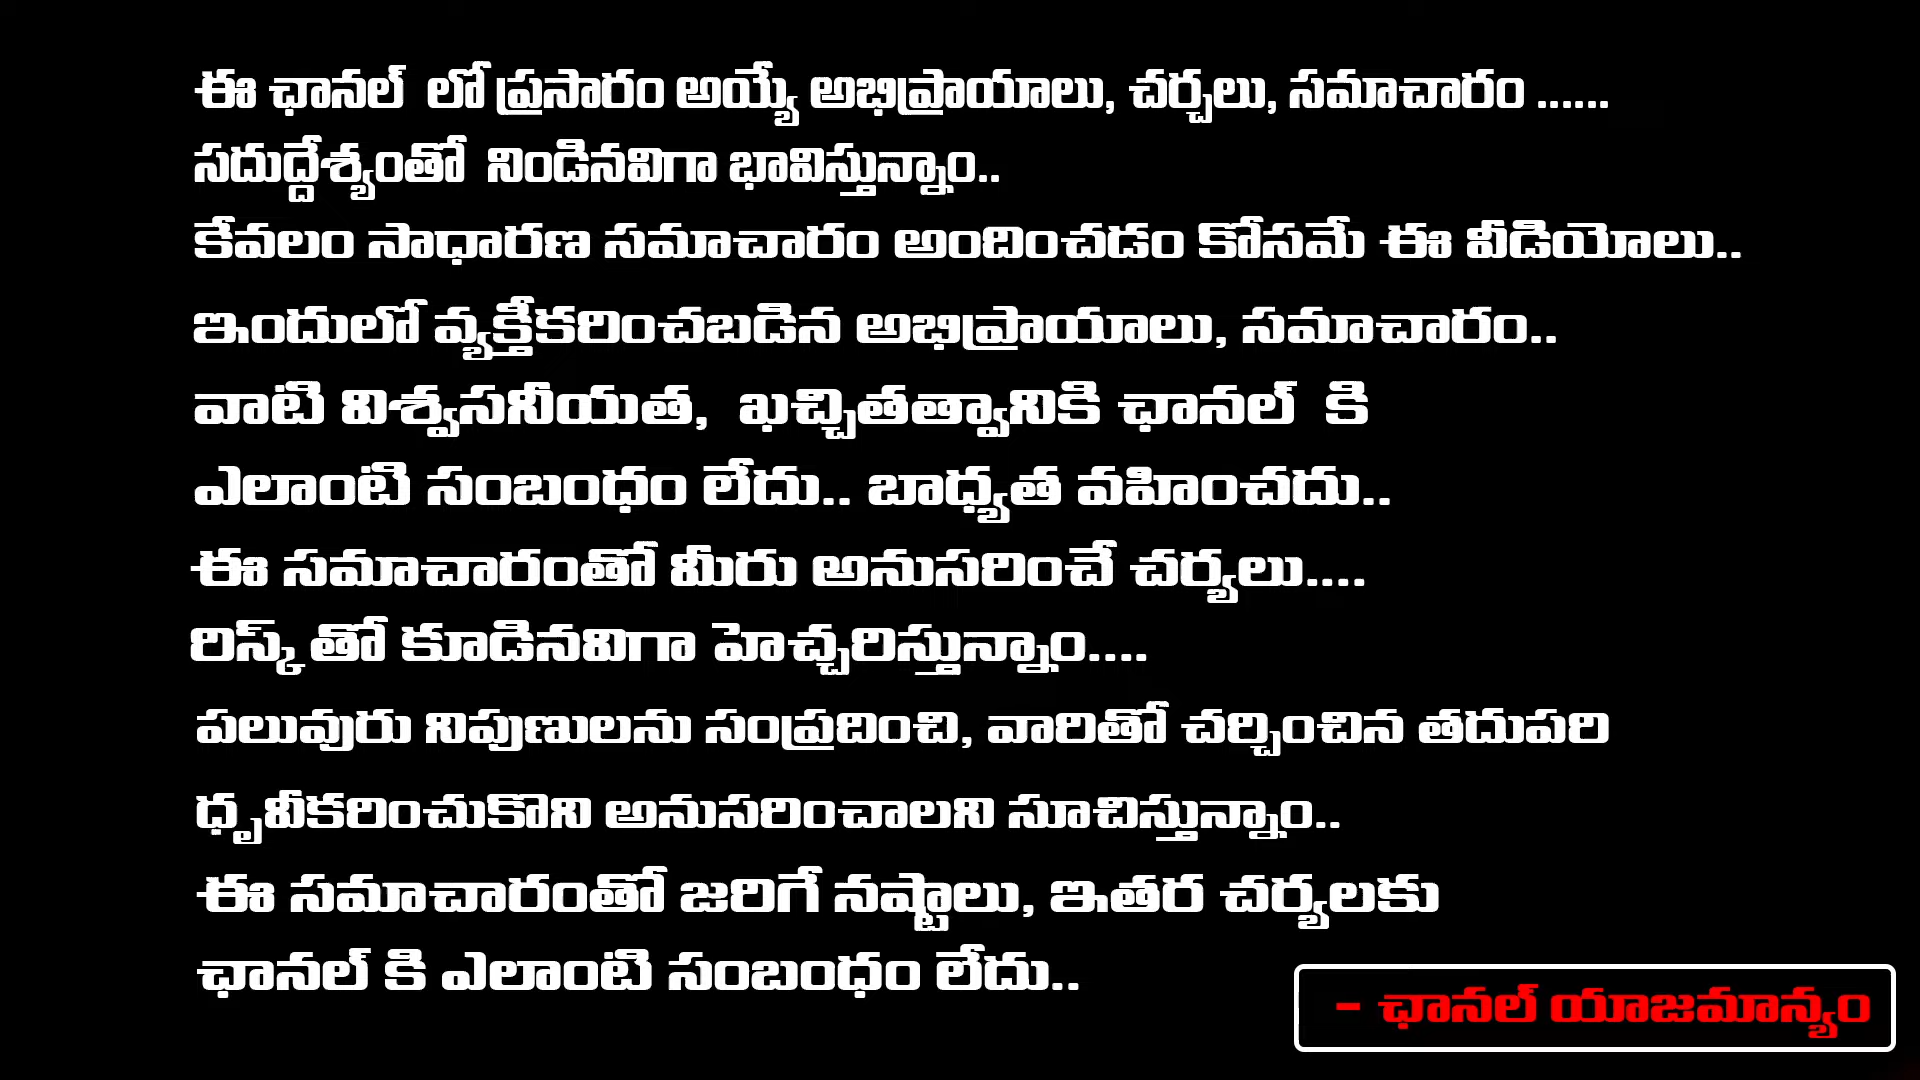 ఈ ఛానల్ లో ప్రసారం అయ్యే అభిప్రాయాలు, చర్చలు, సమాచారం ......
సదుద్దేశ్యంతో నిండినవిగా భావిస్తున్నాం..
కేవలం సాధారణ సమాచారం అందించడం కోసమే ఈ వీడియోలు..
ఇందులో వ్యక్తీకరించబడిన అభిప్రాయాలు, సమాచారం..
వాటి విశ్వసనీయత, ఖచ్చితత్వానికి ఛానల్ కి
ఎలాంటి సంబంధం లేదు.. బాధ్యత వహించదు..
ఈ సమాచారంతో మీరు అనుసరించే చర్యలు....
రిస్క్ తో కూడినవిగా హెచ్చరిస్తున్నాం....
పలువురు నిపుణులను సంప్రదించి, వారితో చర్చించిన తదుపరి
ధృవీకరించుకొని అనుసరించాలని సూచిస్తున్నాం..
ఈ సమాచారంతో జరిగే నష్టాలు, ఇతర చర్యలకు
ఛానల్ కి ఎలాంటి సంబంధం లేదు..
- ఛానల్ యాజమాన్యం